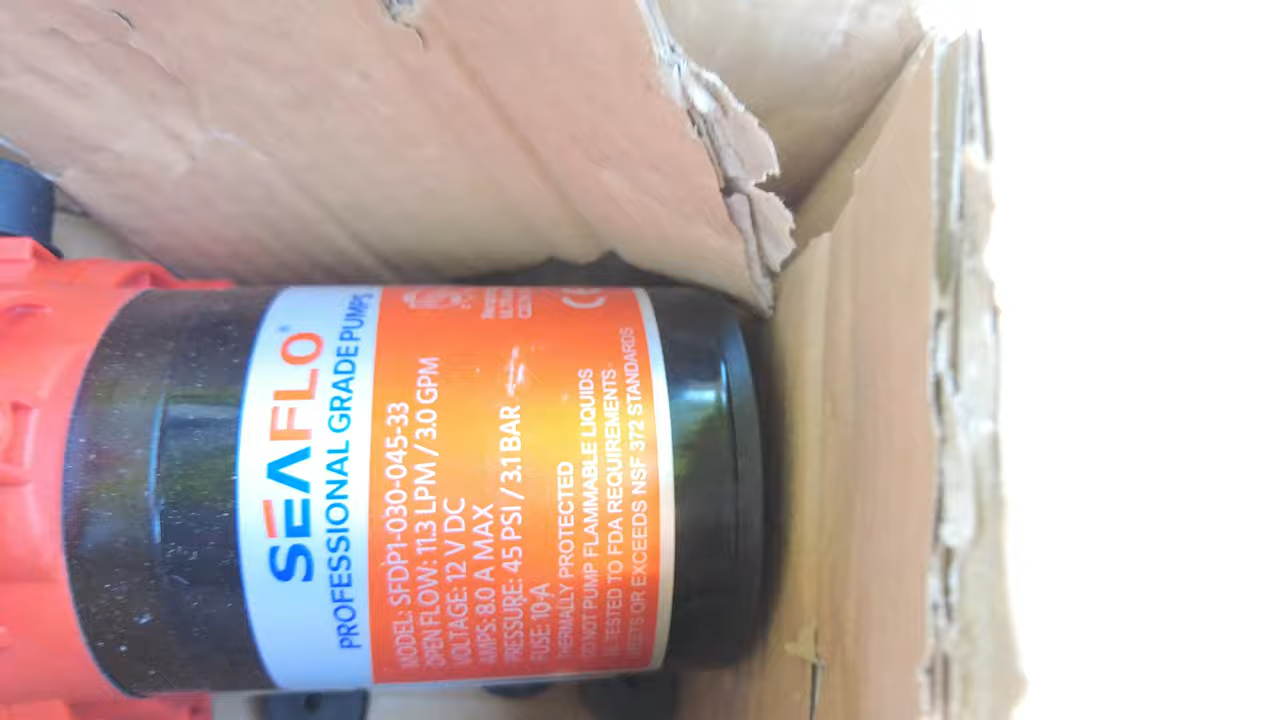 SEAFLO®
PROFESSIONAL GRADE PUMPS
MODEL: SFDP1-030-045-33
OPEN FLOW: 11.3 LPM / 3.0 GPM
VOLTAGE: 12 V DC
AMPS: 8.0 A MAX
PRESSURE: 45 PSI / 3.1 BAR
FUSE: 10-A
THERMALLY PROTECTED
DO NOT PUMP FLAMMABLE LIQUIDS
TESTED TO FDA REQUIREMENTS
MEETS OR EXCEEDS NSF 372 STANDARDS
CE